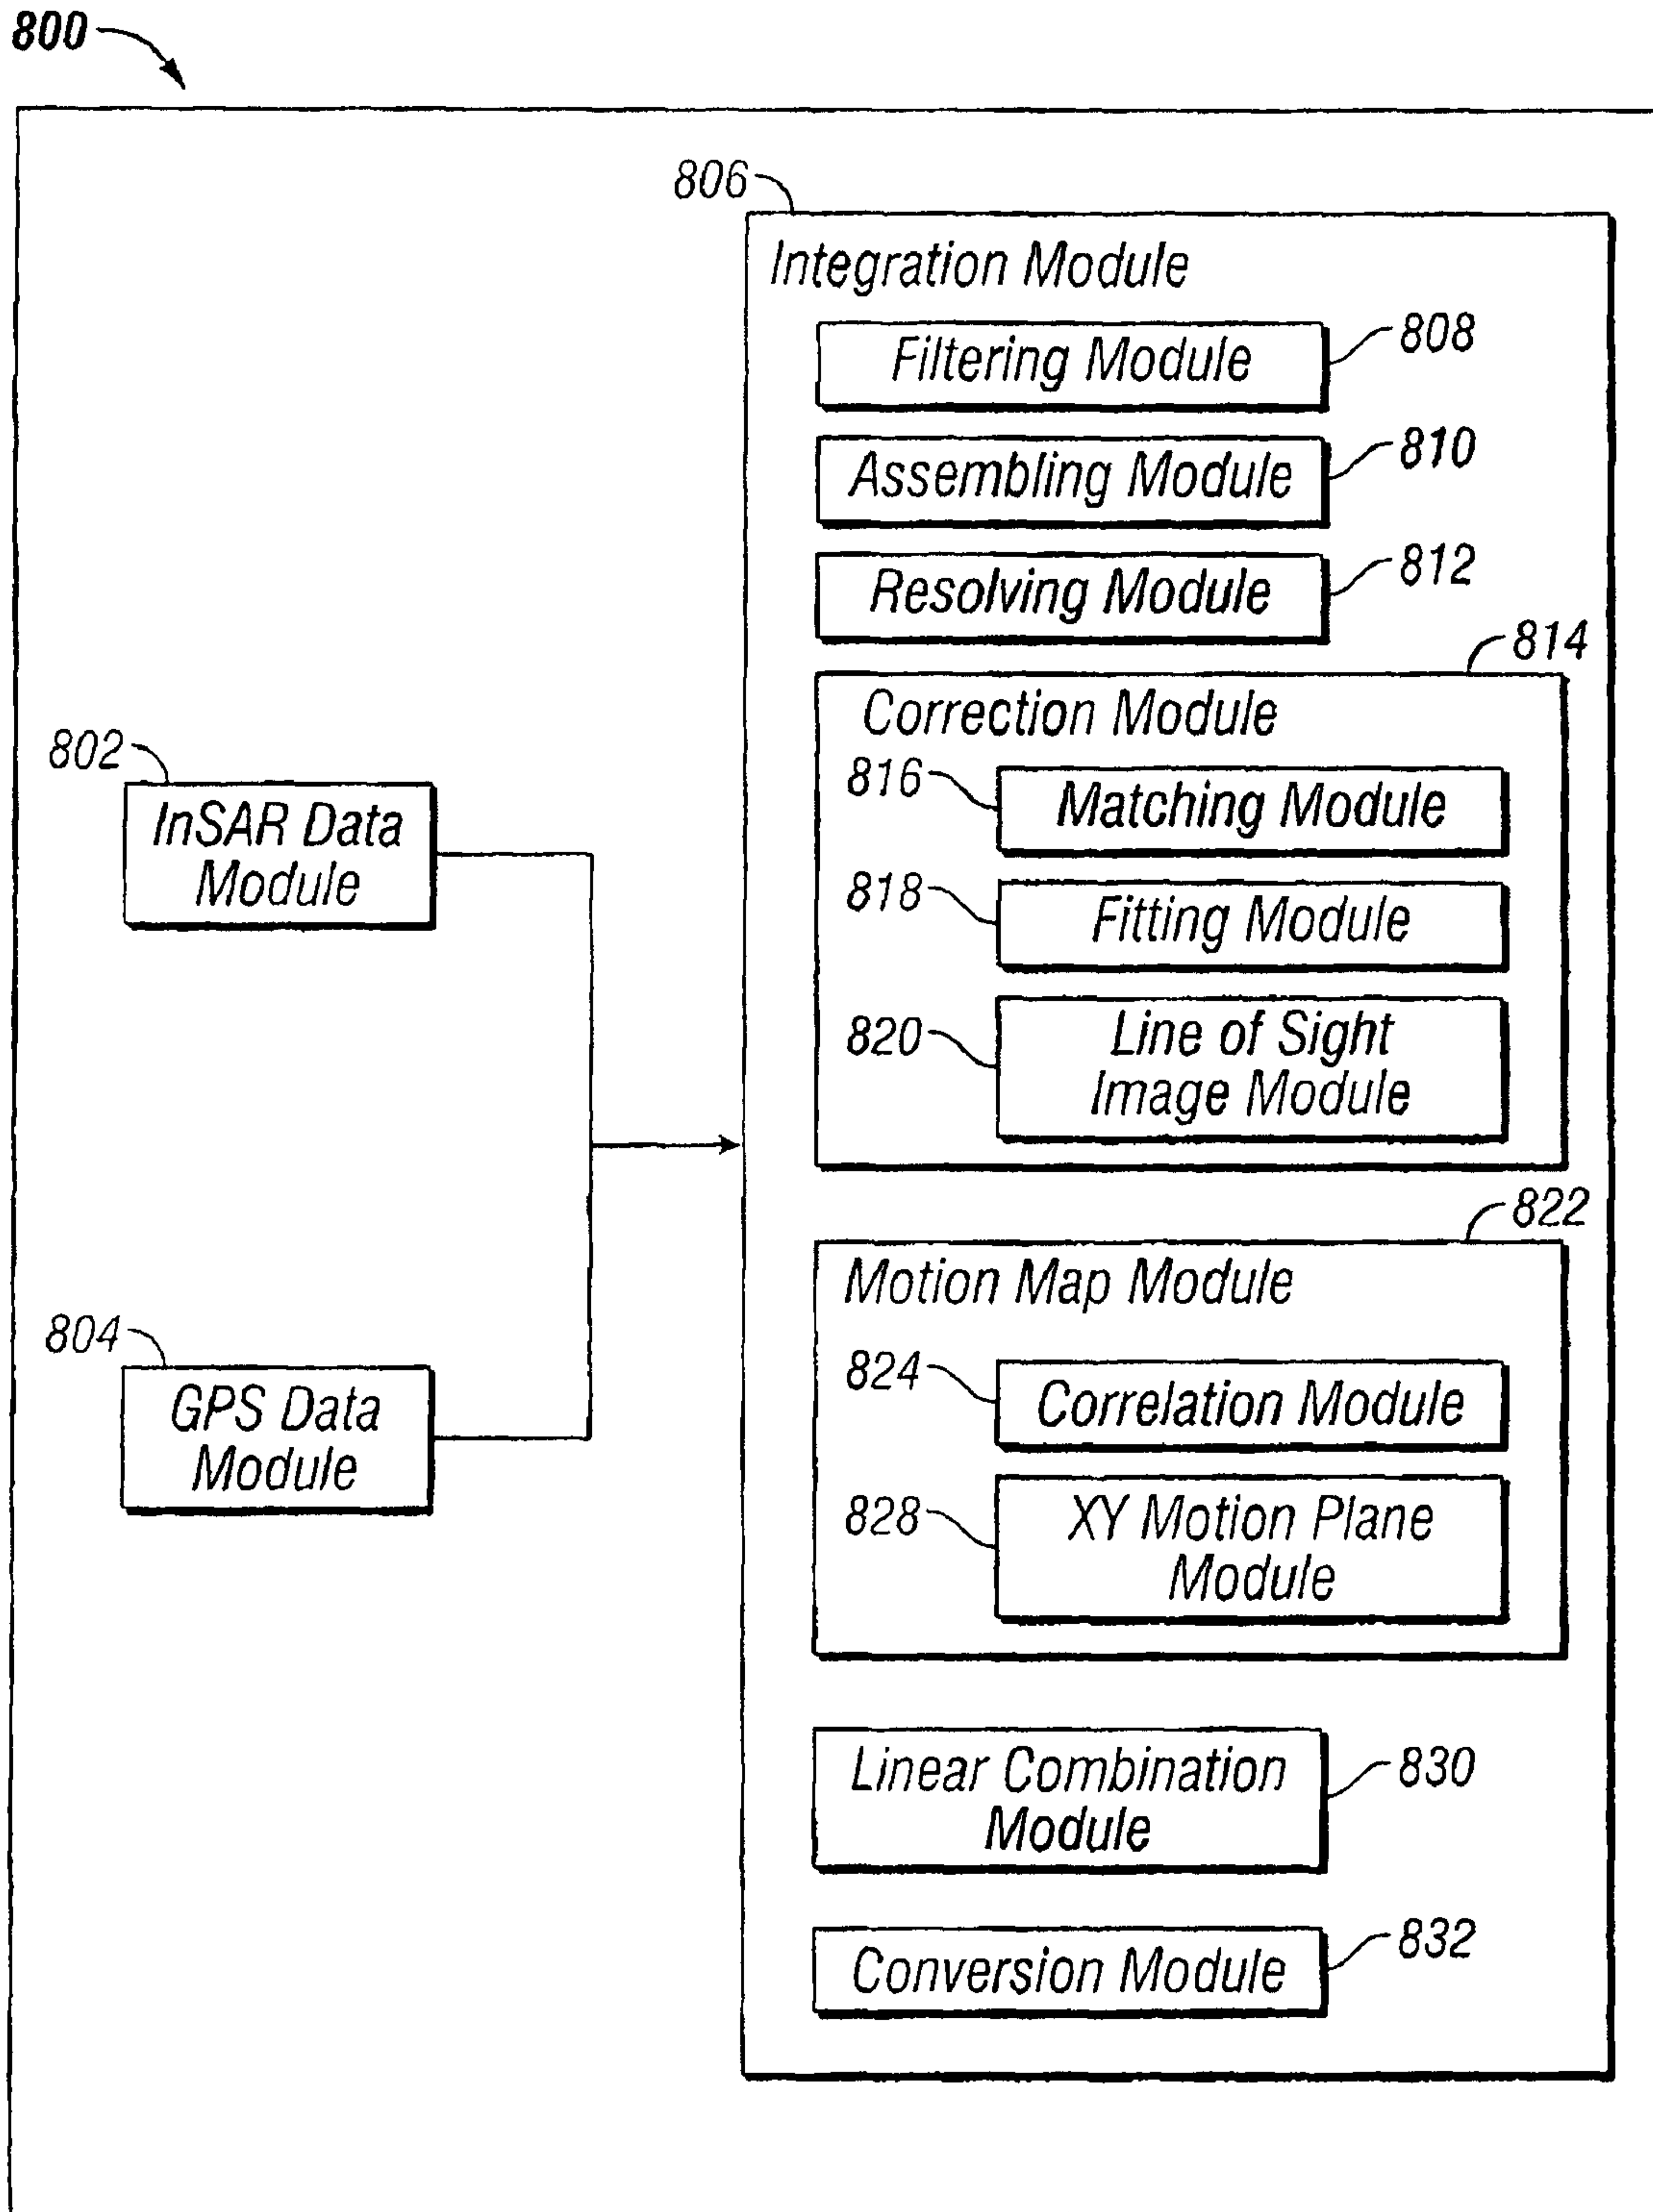 800
806
Integration Module
Filtering Module
808
Assembling Module
810
Resolving Module
812
814
Correction Module
816
Matching Module
818
Fitting Module
820
Line of Sight
Image Module
802
InSAR Data
Module
822
Motion Map Module
824
Correlation Module
828
XY Motion Plane
Module
804
GPS Data
Module
Linear Combination
Module
830
Conversion Module
832